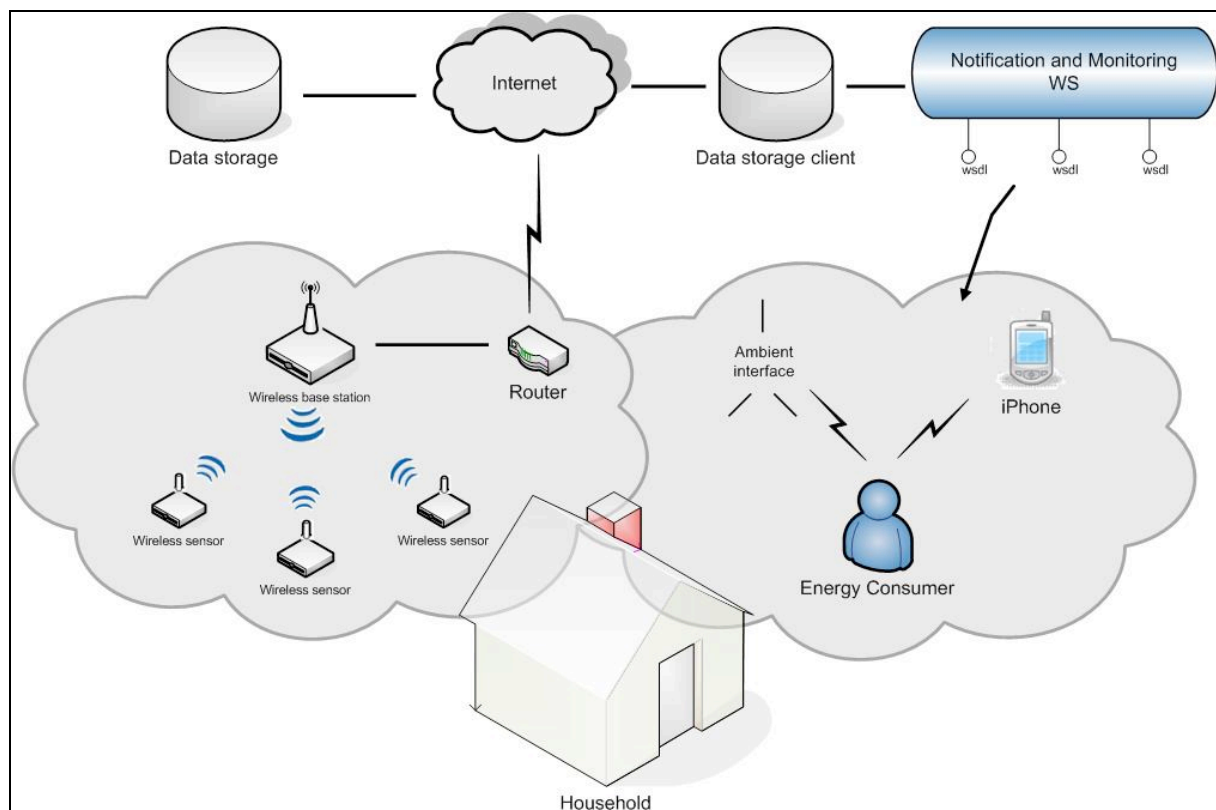 Internet
Notification and Monitoring
WS
Data storage
Data storage client
wsdl
wsdl
wsdl
Wireless base station
Router
Ambient
interface
iPhone
Wireless sensor
Wireless sensor
Wireless sensor
Energy Consumer
Household